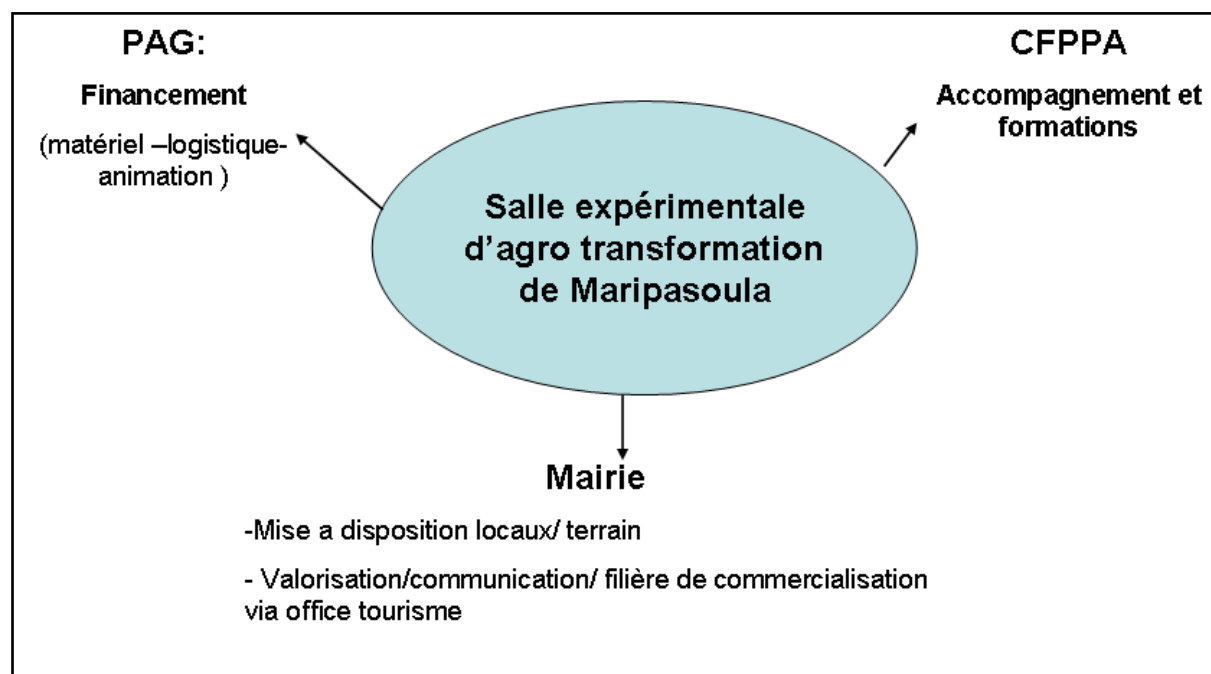 PAG:
Financement
(matériel –logistique-
animation )
CFPPA
Accompagnement et
formations
Salle expérimentale
d’agro transformation
de Maripasoula
Mairie
-Mise a disposition locaux/ terrain
- Valorisation/communication/ filière de commercialisation
via office tourisme